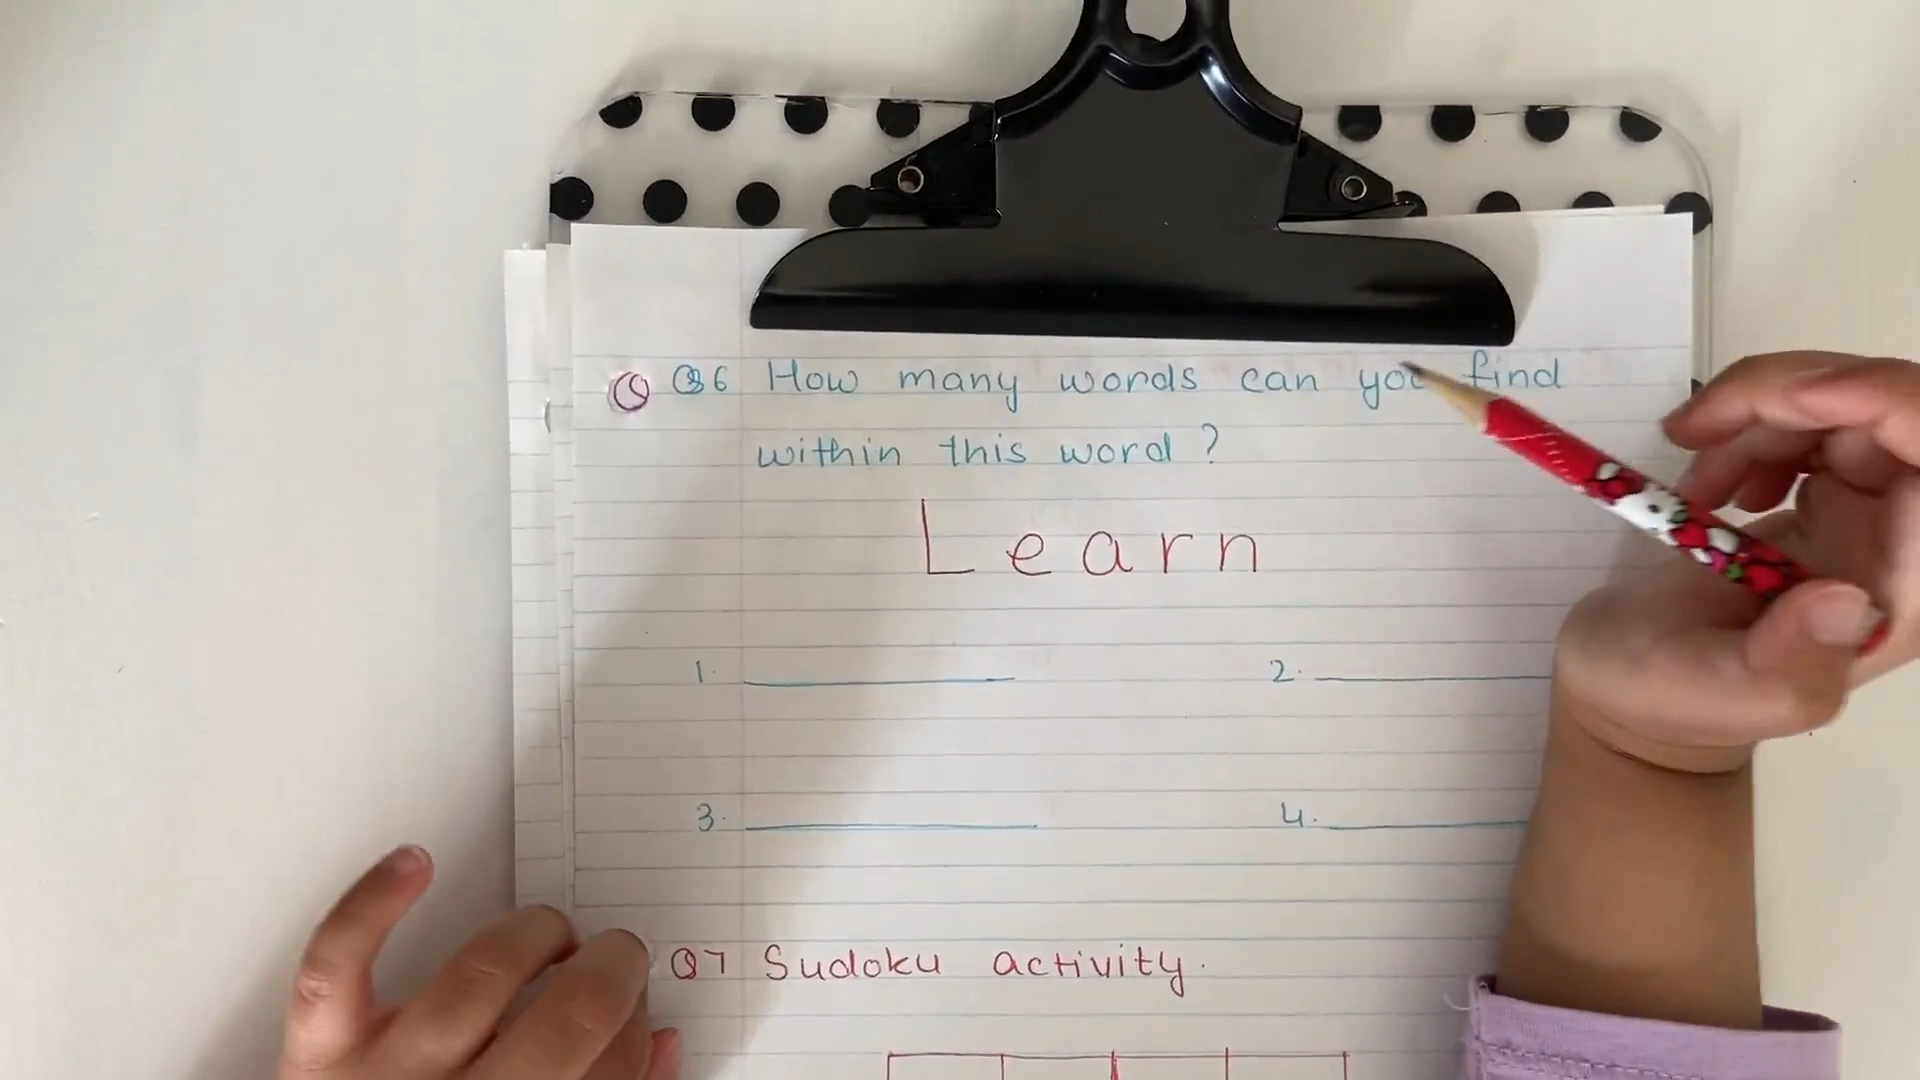 Q6 How many words can you find
within this word ?
Learn
1. 2.
3. 4.
Q7 Sudoku activity.